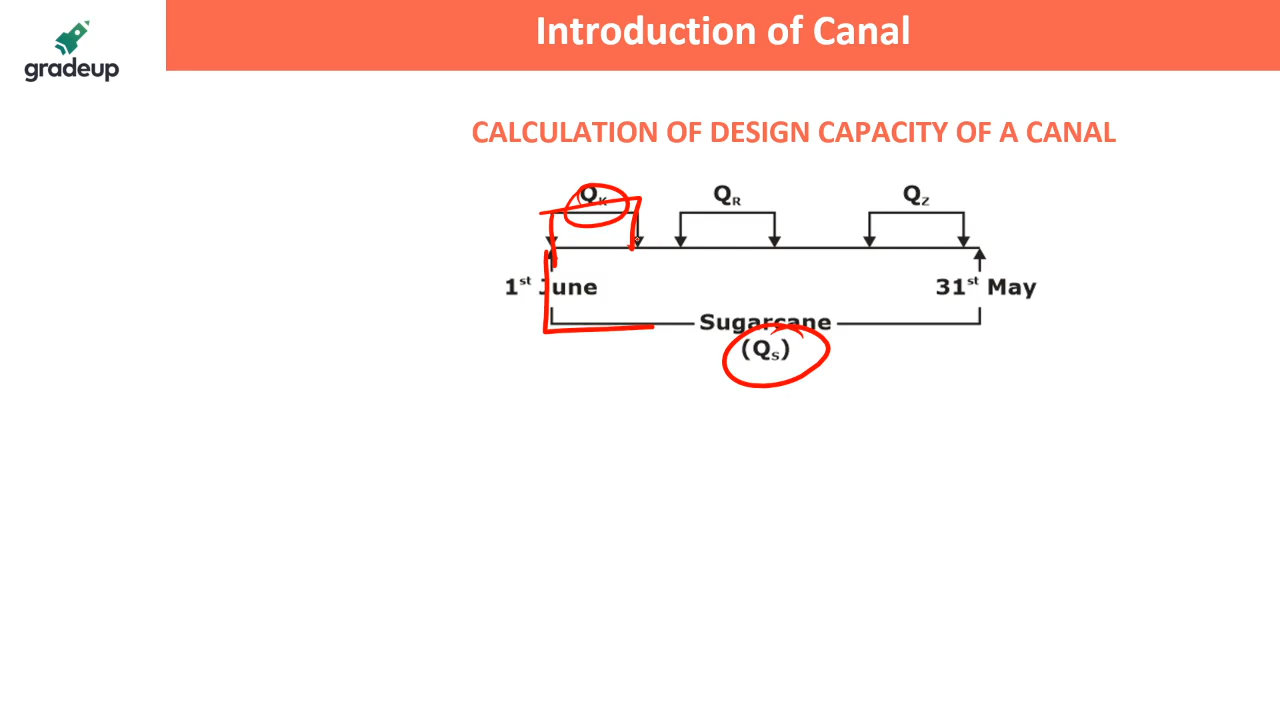 gradeup
Introduction of Canal
CALCULATION OF DESIGN CAPACITY OF A CANAL
QK QR QZ
1st June 31st May
Sugarcane
(Qs)